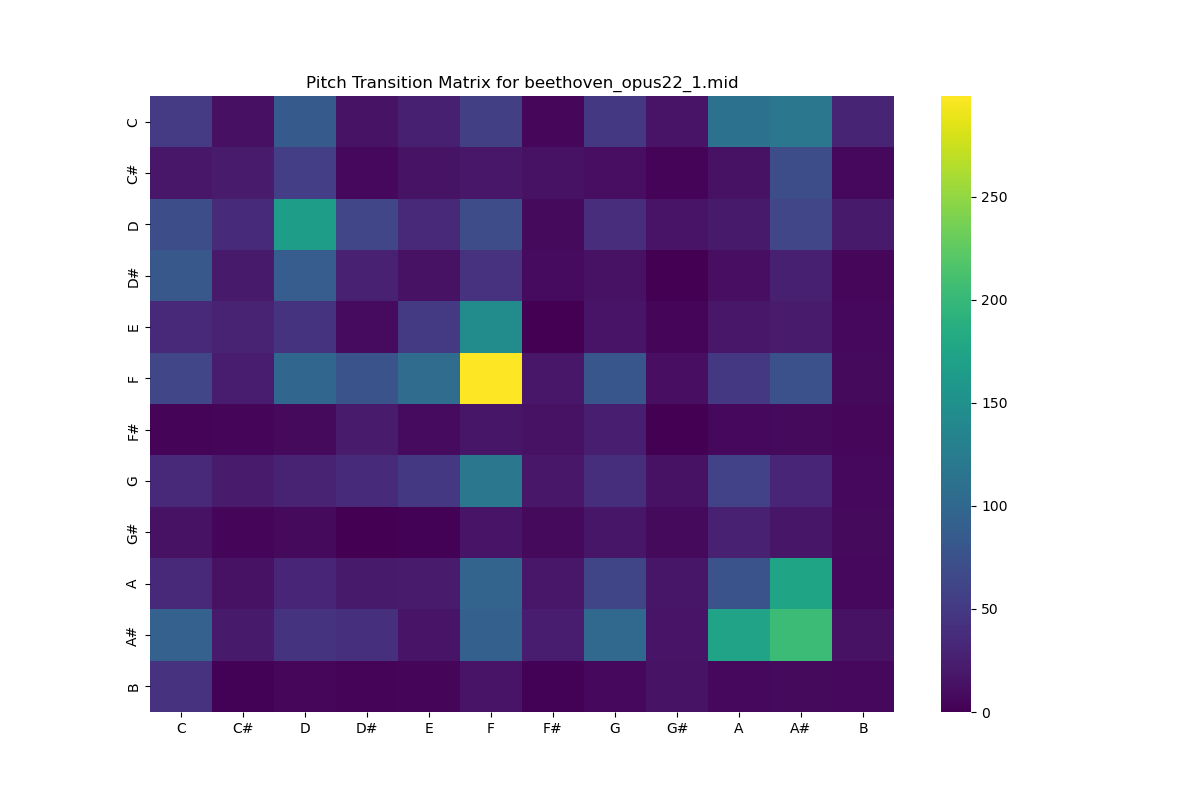 Pitch Transition Matrix for beethoven_opus22_1.mid
C
C#
D
D#
E
F
F#
G
G#
A
A#
B
C C# D D# E F F# G G# A A# B
250
200
150
100
50
0